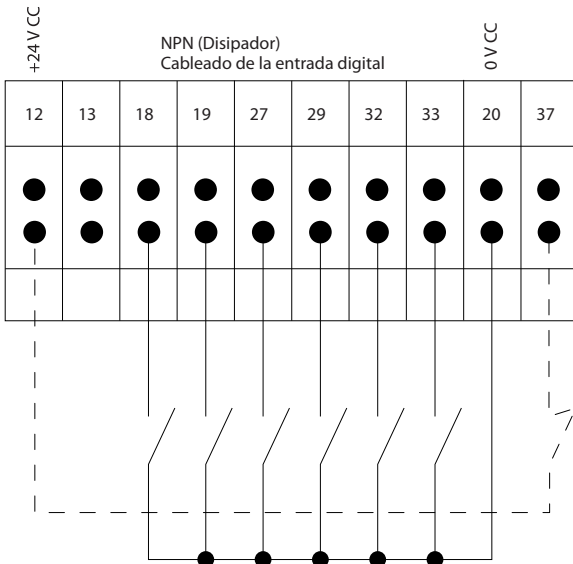 +24 V CC
NPN (Disipador)
Cableado de la entrada digital
0 V CC
12 13 18 19 27 29 32 33 20 37